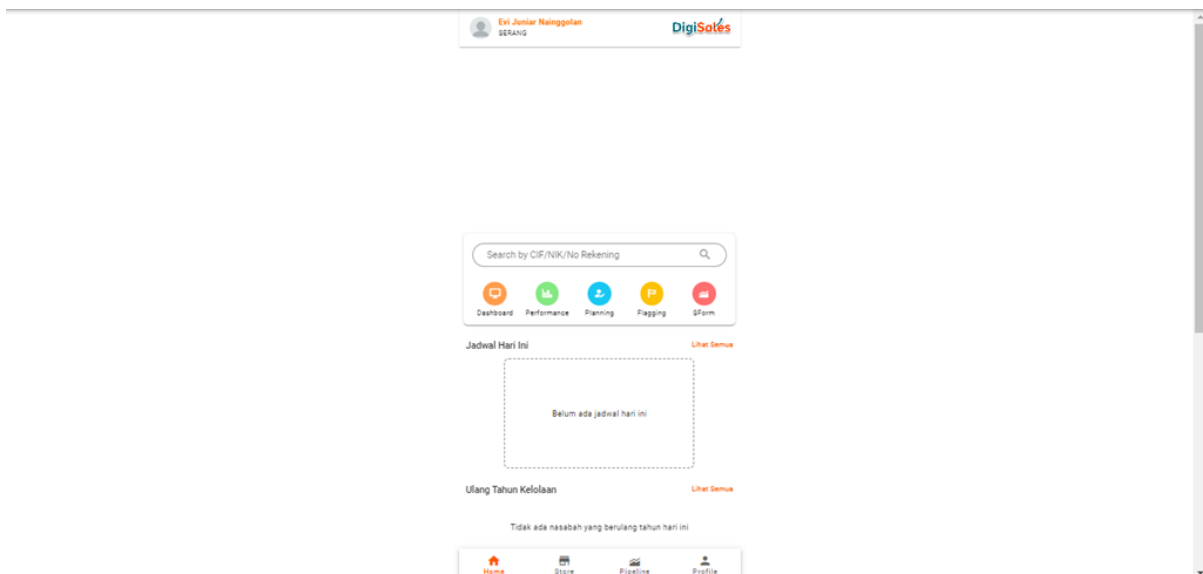 Evi Juniar Nainggolan
SERANG
DigiSales
Search by CIF/NIK/No Rekening
Dashboard Performance Planning Flagging SForm
Jadwal Hari Ini Lihat Semua
Belum ada jadwal hari ini
Ulang Tahun Kelolaan Lihat Semua
Tidak ada nasabah yang berulang tahun hari ini
Home Store Pipeline Profile